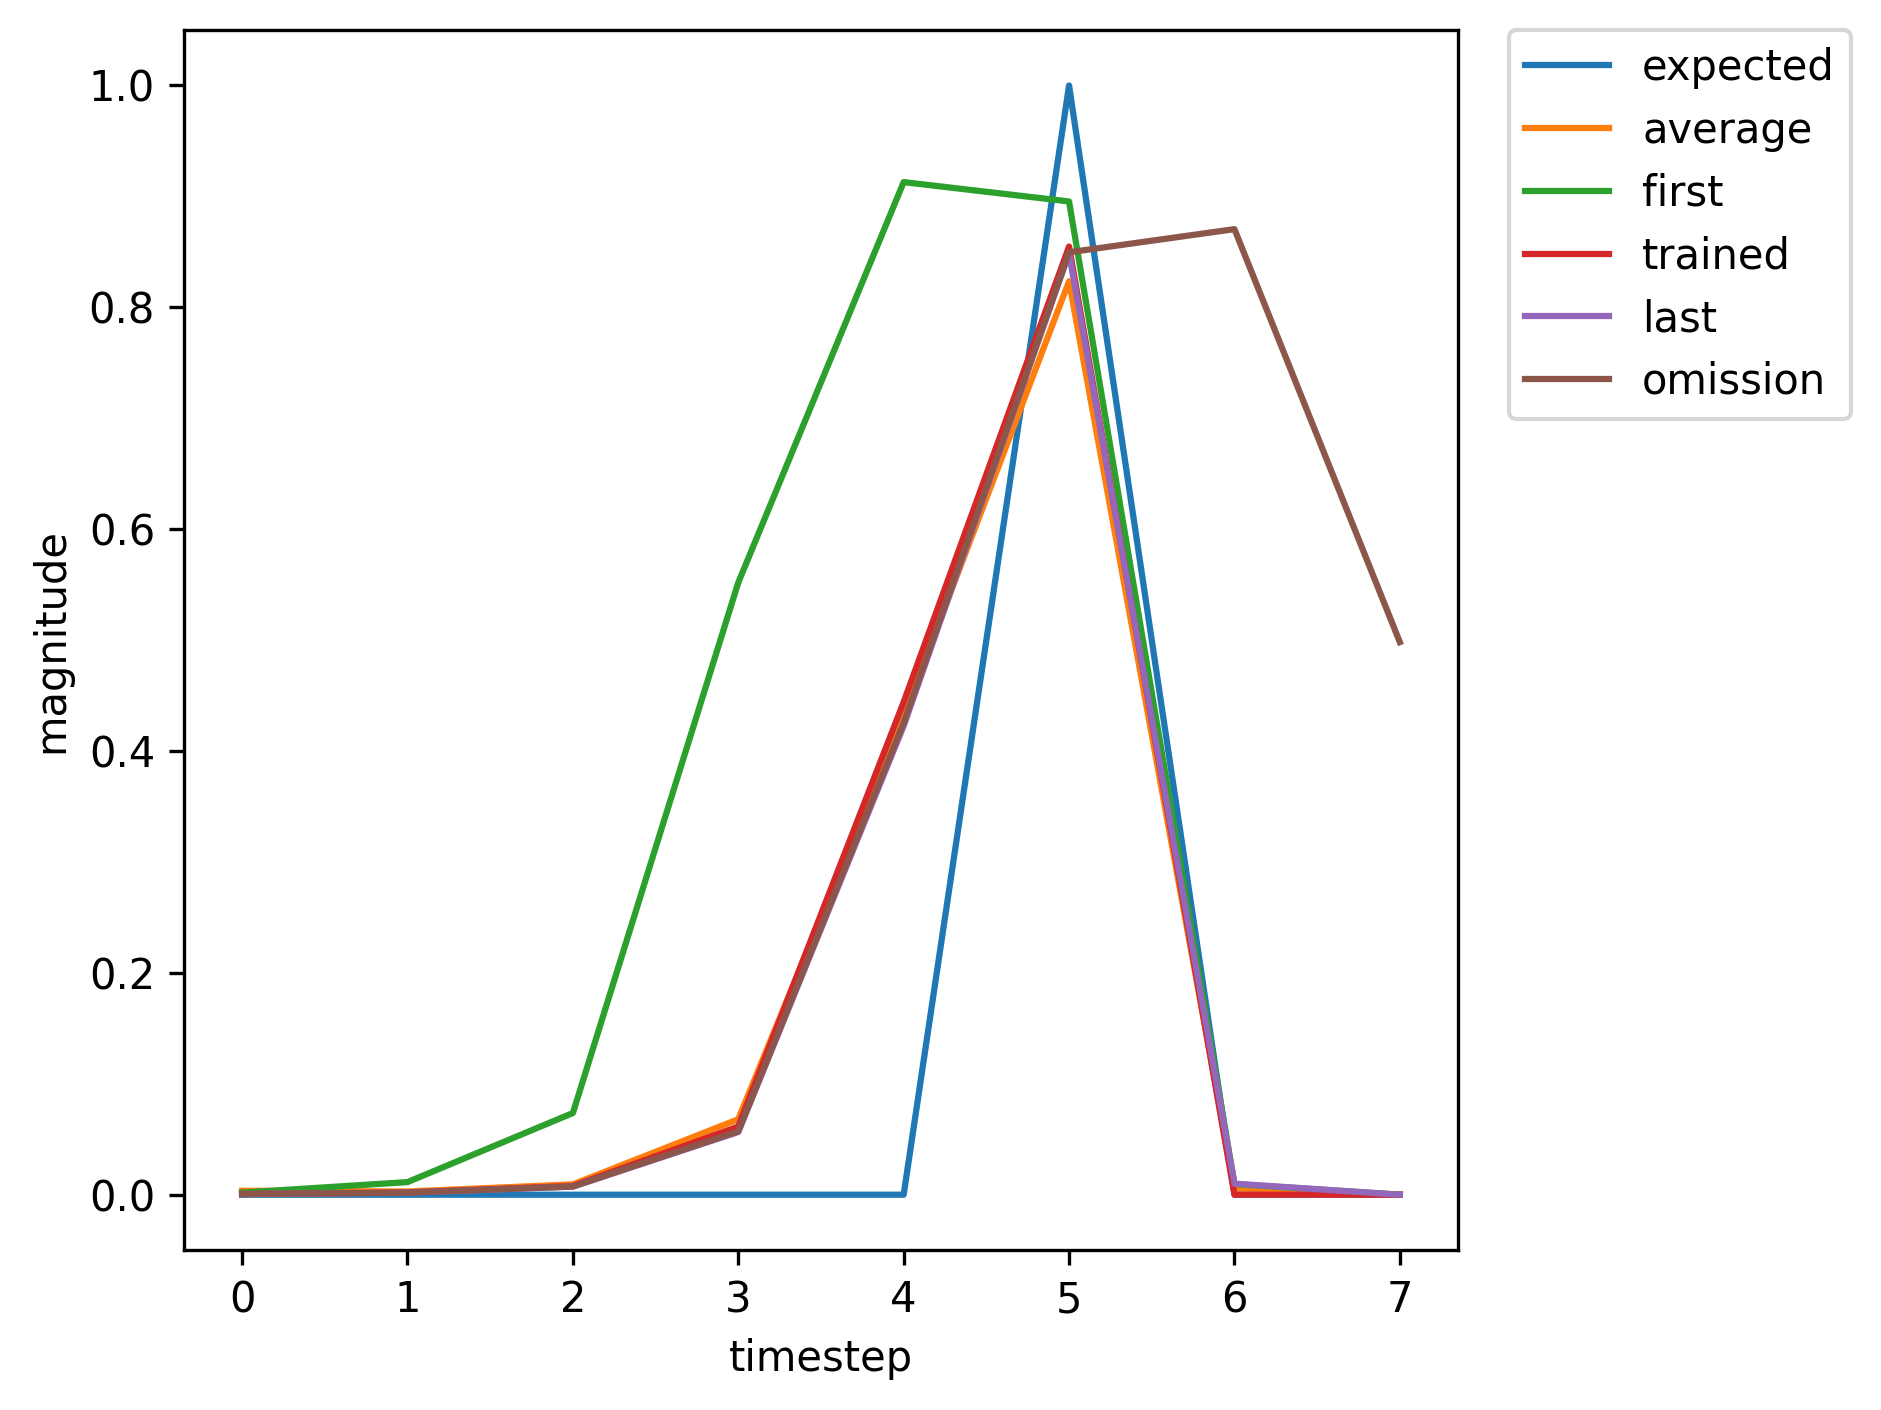 magnitude
1.0
0.8
0.6
0.4
0.2
0.0
0 1 2 3 4 5 6 7
timestep
expected
average
first
trained
last
omission